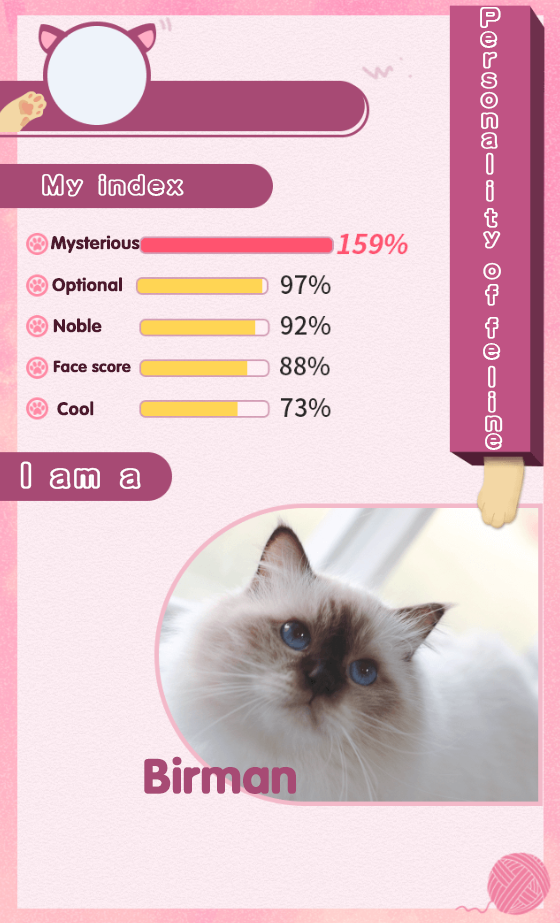 Personality of feline
My index
Mysterious 159%
Optional 97%
Noble 92%
Face score 88%
Cool 73%
I am a
Birman